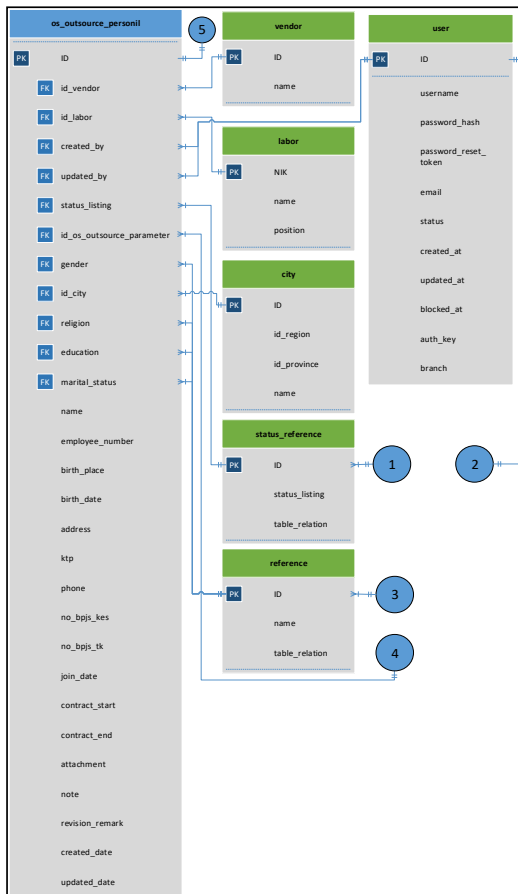 os_outsource_personil
PK ID
FK id_vendor
FK id_labor
FK created_by
FK updated_by
FK status_listing
FK id_os_outsource_parameter
FK gender
FK id_city
FK religion
FK education
FK marital_status
name
employee_number
birth_place
birth_date
address
ktp
phone
no_bpjs_kes
no_bpjs_tk
join_date
contract_start
contract_end
attachment
note
revision_remark
created_date
updated_date
5
vendor
PK ID
name
labor
PK NIK
name
position
city
PK ID
id_region
id_province
name
status_reference
PK ID
status_listing
table_relation
reference
PK ID
name
table_relation
user
PK ID
username
password_hash
password_reset_
token
email
status
created_at
updated_at
blocked_at
auth_key
branch
1
2
3
4